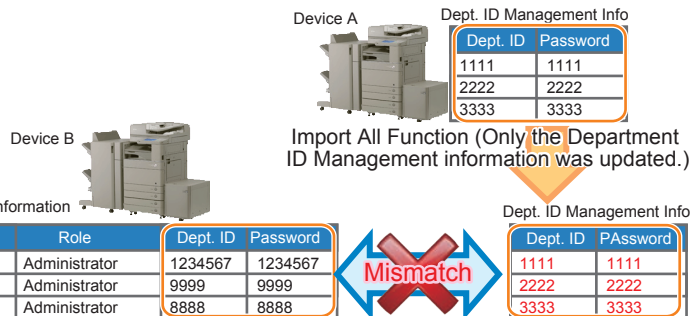 Device A
Dept. ID Management Info
Dept. ID Password
1111 1111
2222 2222
3333 3333
Import All Function (Only the Department
ID Management information was updated.)
Device B
nformation
Role Dept. ID Password
Administrator 1234567 1234567
Administrator 9999 9999
Administrator 8888 8888
Mismatch
Dept. ID Management Info
Dept. ID PAssword
1111 1111
2222 2222
3333 3333